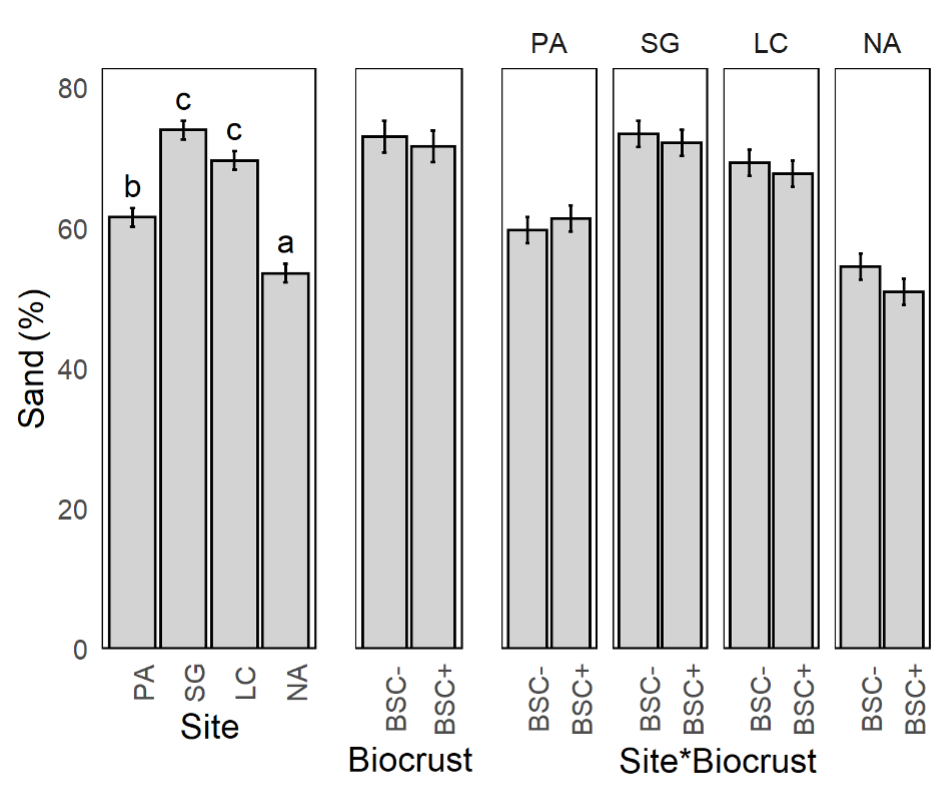 PA SG LC NA
80
c
c
b
60
a
40
20
0
Sand (%)
PA SG LC NA
BSC- BSC+
BSC- BSC+ BSC- BSC+ BSC- BSC+ BSC- BSC+
Site
Biocrust
Site*Biocrust